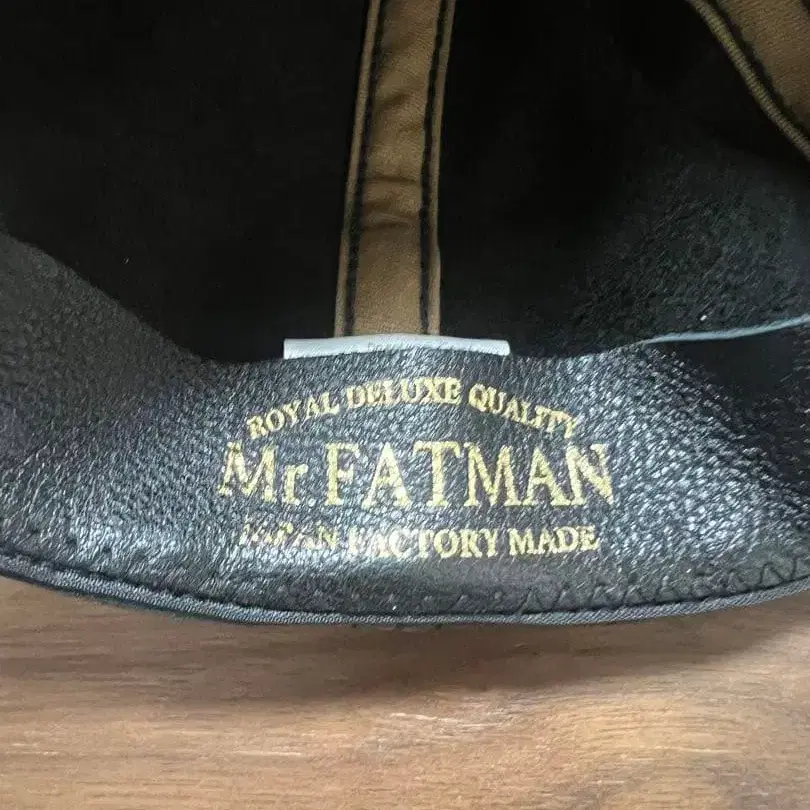 ROYAL DELUXE QUALITY
Mr.FATMAN
JAPAN FACTORY MADE